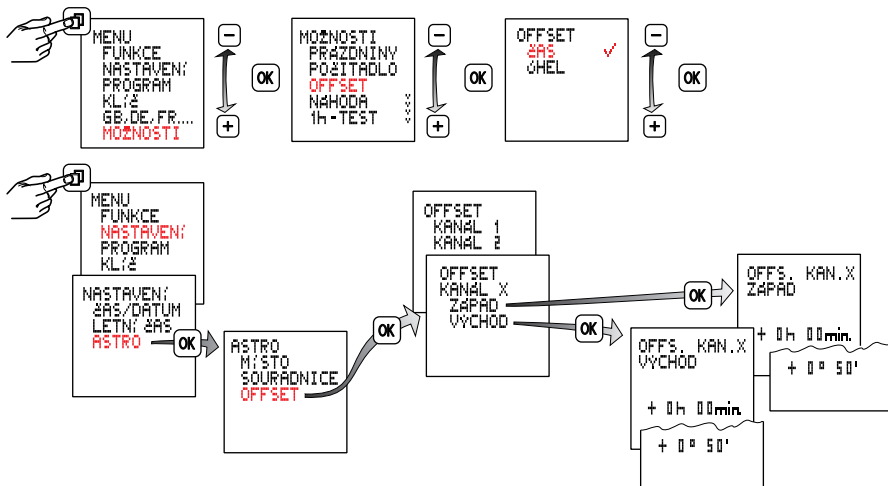 MENU
FUNKCE
NASTAVENÍ
PROGRAM
KLÍČ
GB,DE,FR....
MOŽNOSTI
−
OK
+
MOŽNOSTI
PRÁZDNINY
POČITADLO
OFFSET
NÁHODA
1h-TEST
−
OK
+
OFFSET
ČAS ✓
ÚHEL
−
OK
+
MENU
FUNKCE
NASTAVENÍ
PROGRAM
KLÍČ
NASTAVENÍ
ČAS/DATUM
LETNÍ ČAS
ASTRO
OK
ASTRO
MÍSTO
SOUŘADNICE
OFFSET
OK
OFFSET
KANÁL 1
KANÁL 2
OFFSET
KANÁL X
ZÁPAD
VÝCHOD
OK
OK
OFFS. KAN.X
ZÁPAD
+ 0h 00min.
+ 0° 50'
OFFS. KAN.X
VÝCHOD
+ 0h 00min.
+ 0° 50'